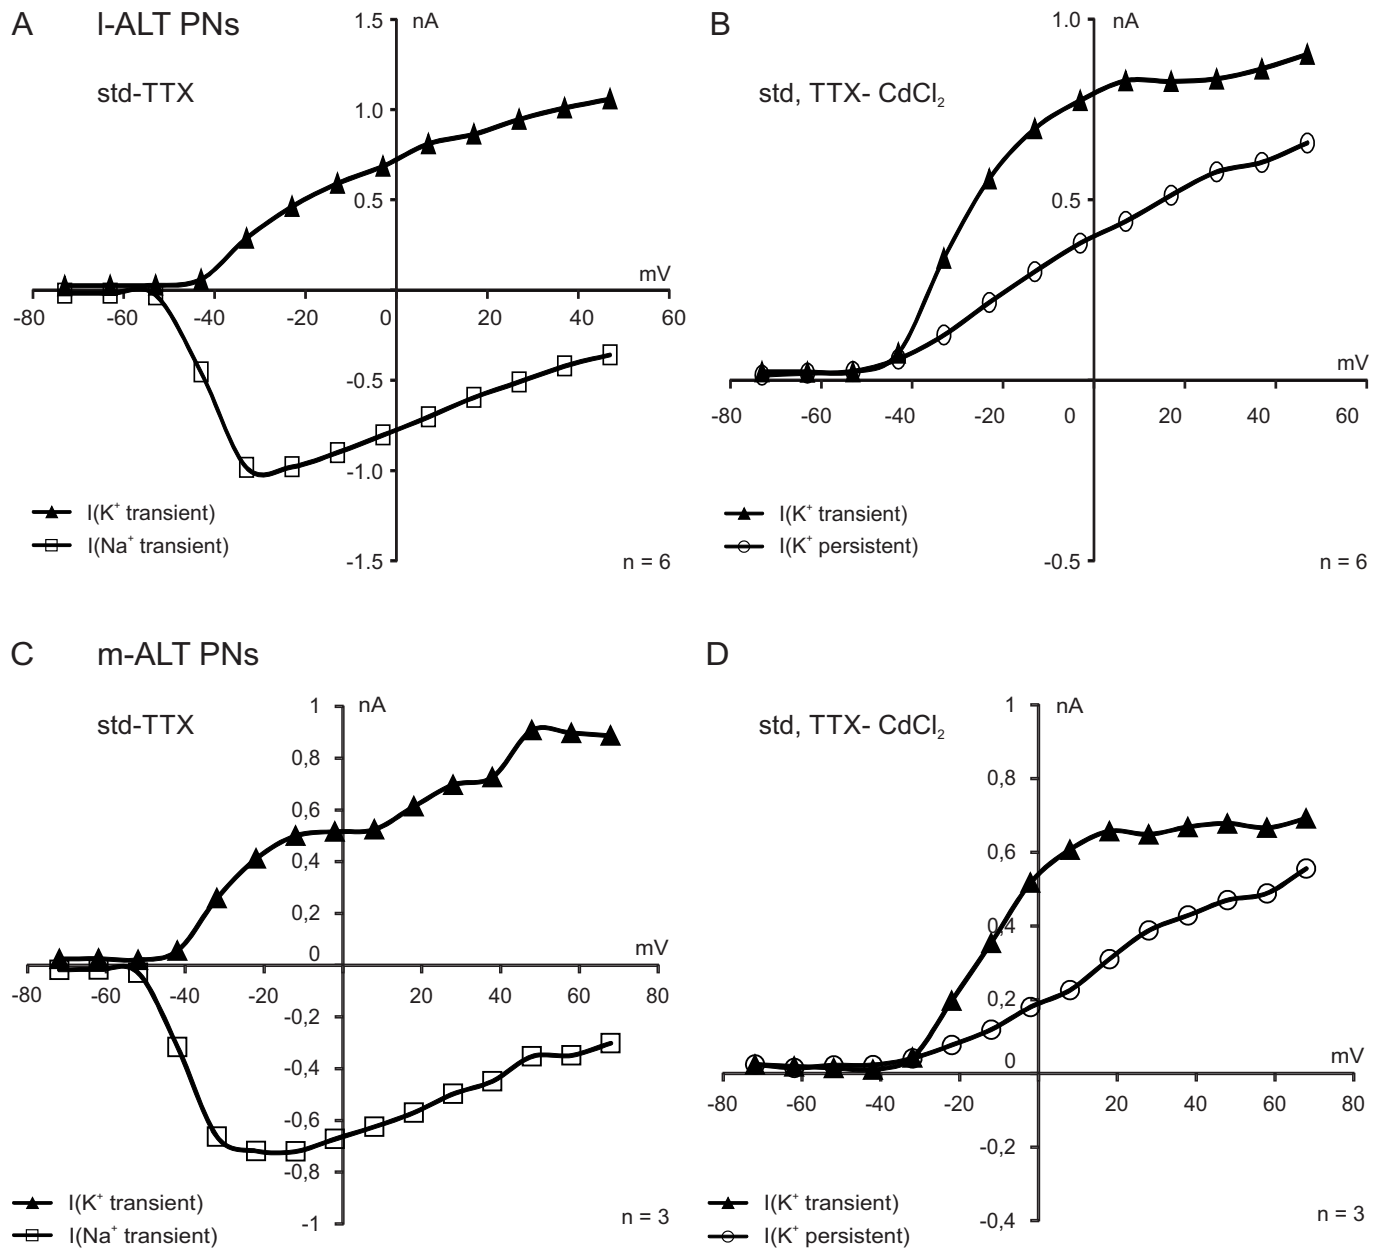 A l-ALT PNs
std-TTX
nA
1.5
1.0
0.5
mV
-80 -60 -40 -20 0 20 40 60
-0.5
-1.0
-1.5
I(K⁺ transient)
I(Na⁺ transient)
n = 6
B
std, TTX- CdCl₂
nA
1.0
0.5
mV
-80 -60 -40 -20 0 20 40 60
-0.5
I(K⁺ transient)
I(K⁺ persistent)
n = 6
C m-ALT PNs
std-TTX
nA
1
0,8
0,6
0,4
0,2
0
mV
-80 -60 -40 -20 20 40 60 80
-0,2
-0,4
-0,6
-0,8
-1
I(K⁺ transient)
I(Na⁺ transient)
n = 3
D
std, TTX- CdCl₂
nA
1
0,8
0,6
0,4
0,2
0
mV
-80 -60 -40 -20 20 40 60 80
-0,2
-0,4
I(K⁺ transient)
I(K⁺ persistent)
n = 3